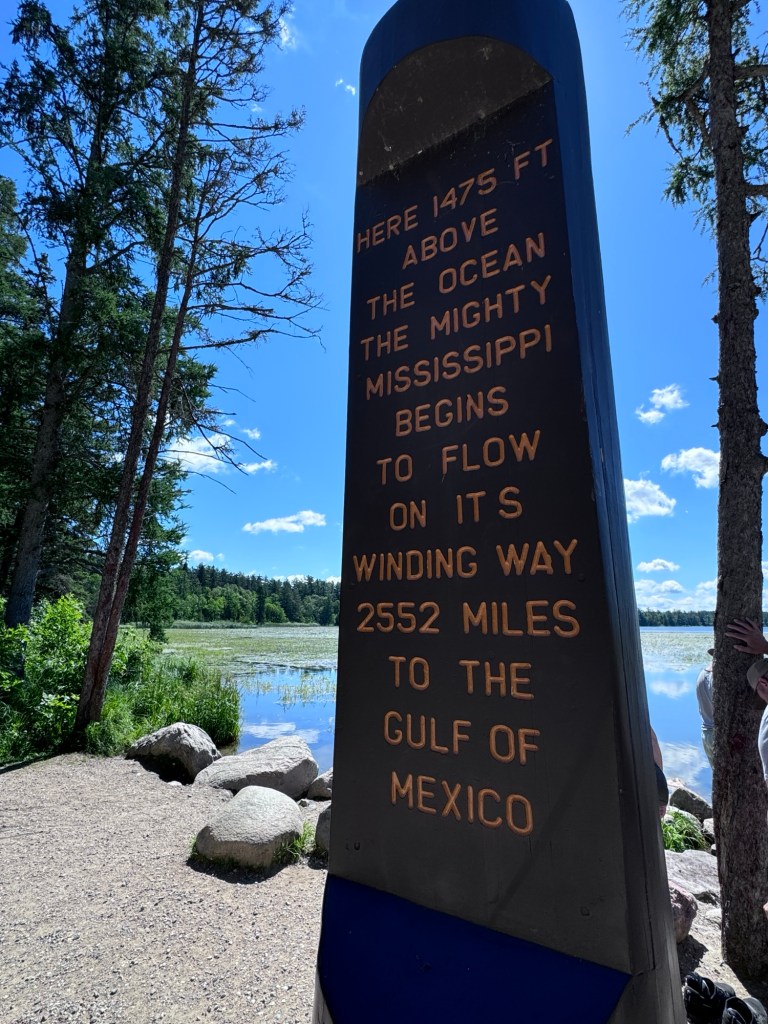 HERE 1475 FT
ABOVE
THE OCEAN
THE MIGHTY
MISSISSIPPI
BEGINS
TO FLOW
ON ITS
WINDING WAY
2552 MILES
TO THE
GULF OF
MEXICO